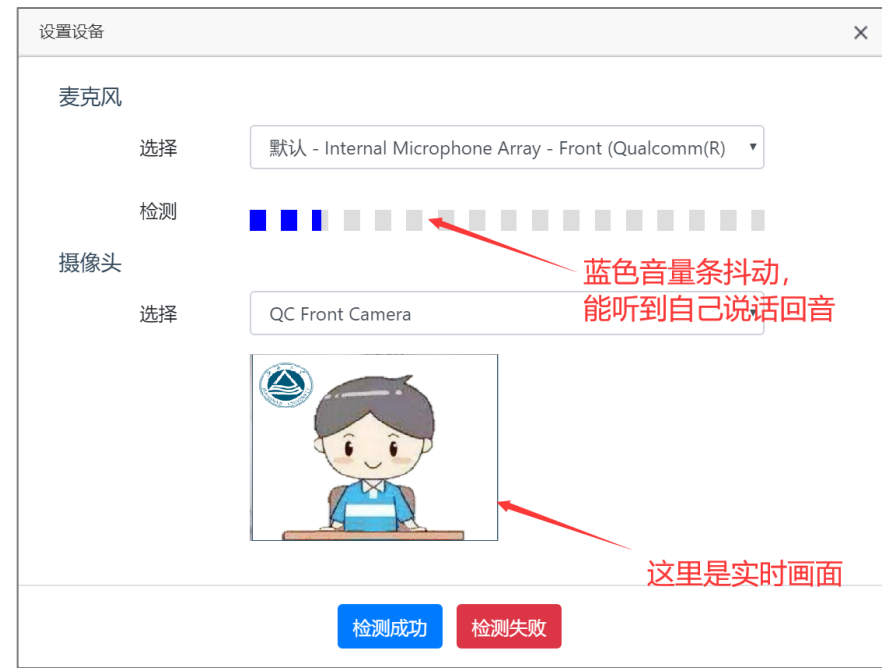 设置设备
麦克风
选择
默认 - Internal Microphone Array - Front (Qualcomm(R)
检测
蓝色音量条抖动，
能听到自己说话回音
摄像头
选择
QC Front Camera
这里是实时画面
检测成功
检测失败